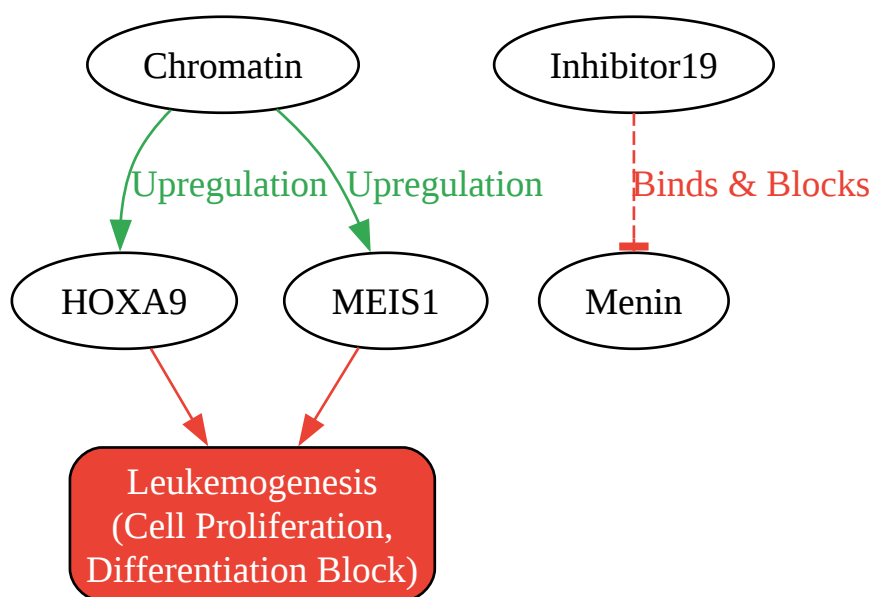 Chromatin
Inhibitor19
Upregulation
Upregulation
Binds & Blocks
HOXA9
MEIS1
Menin
Leukemogenesis
(Cell Proliferation,
Differentiation Block)